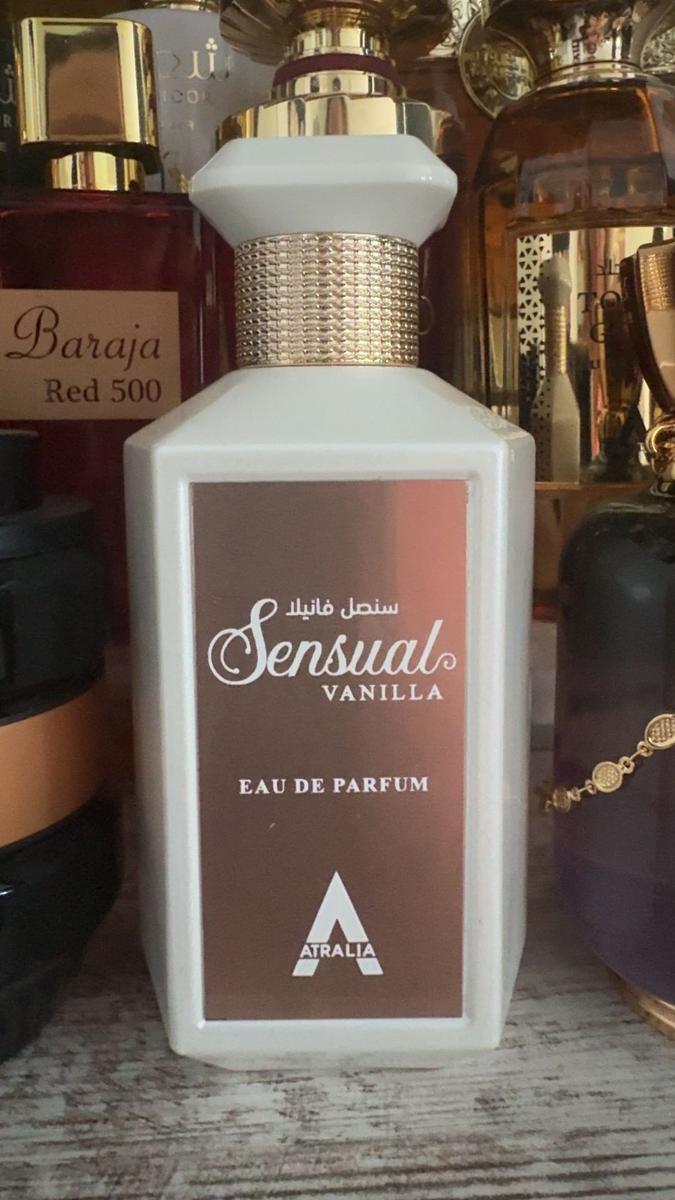 Baraja
Red 500
سنصل فانيلا
Sensual
VANILLA
EAU DE PARFUM
ATRALIA